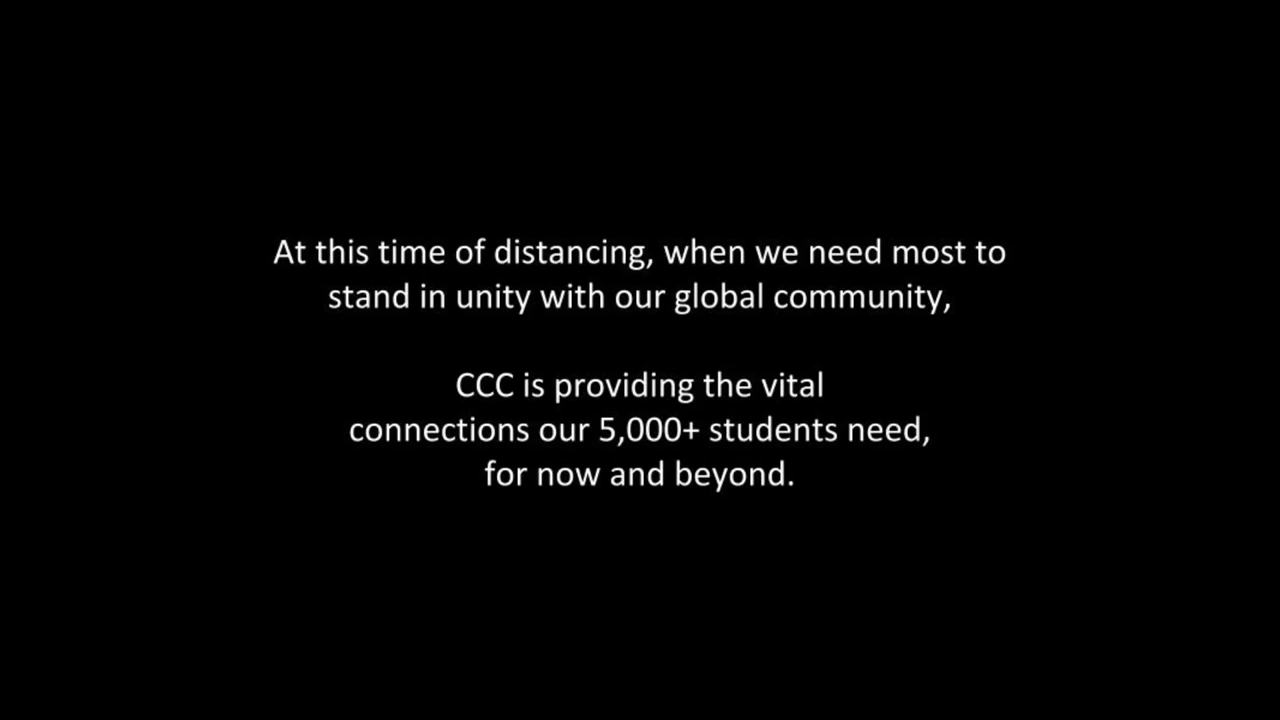 At this time of distancing, when we need most to
stand in unity with our global community,
CCC is providing the vital
connections our 5,000+ students need,
for now and beyond.